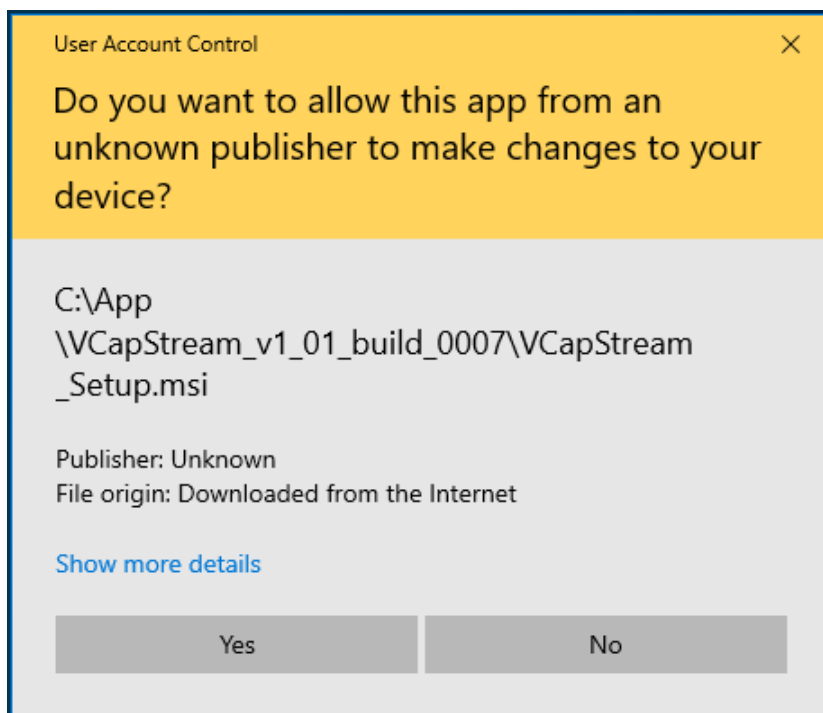 User Account Control
Do you want to allow this app from an
unknown publisher to make changes to your
device?
C:\App
\VCapStream_v1_01_build_0007\VCapStream
_Setup.msi
Publisher: Unknown
File origin: Downloaded from the Internet
Show more details
Yes
No